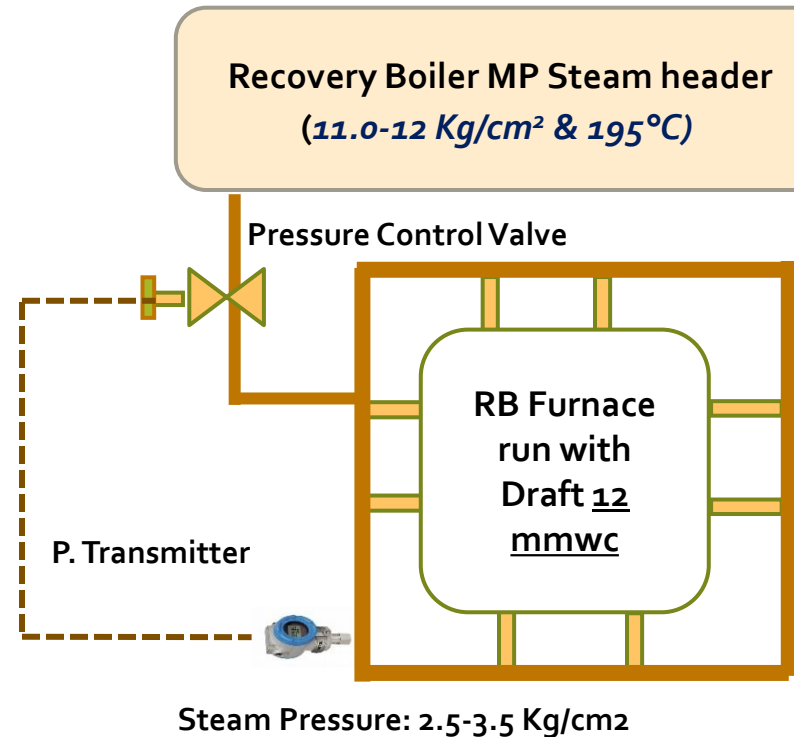 Recovery Boiler MP Steam header
(11.0-12 Kg/cm² & 195°C)
Pressure Control Valve
RB Furnace
run with
Draft 12
mmwc
P. Transmitter
Steam Pressure: 2.5-3.5 Kg/cm2